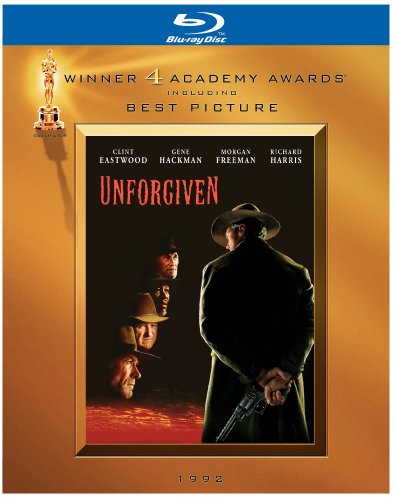 Blu-ray Disc™
WINNER 4 ACADEMY AWARDS®
INCLUDING
BEST PICTURE
CLINT EASTWOOD
GENE HACKMAN
MORGAN FREEMAN
RICHARD HARRIS
UNFORGIVEN
1992